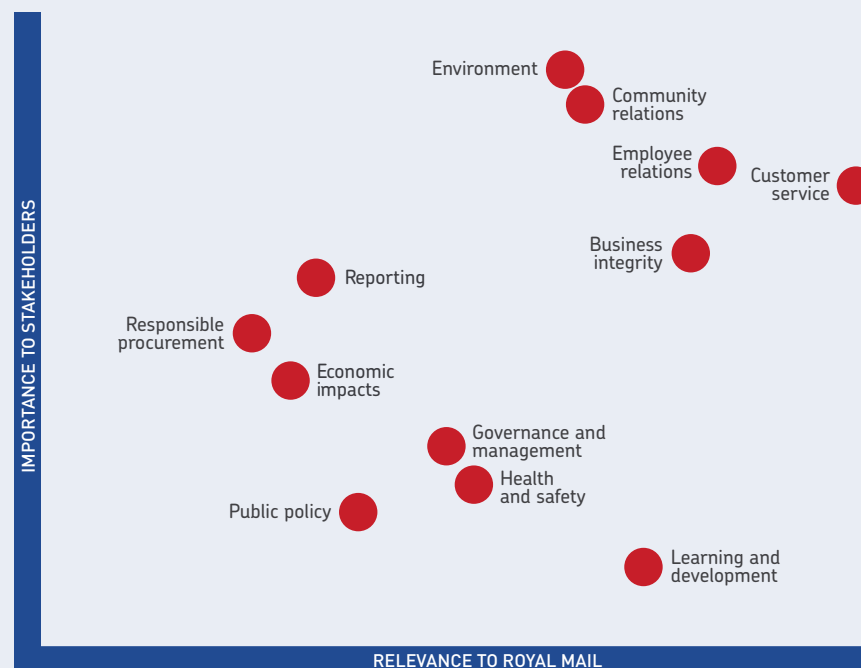 Environment
Community
relations
Employee
relations
Customer
service
Business
integrity
Reporting
Responsible
procurement
Economic
impacts
Governance and
management
Health
and safety
Public policy
Learning and
development
IMPORTANCE TO STAKEHOLDERS
RELEVANCE TO ROYAL MAIL